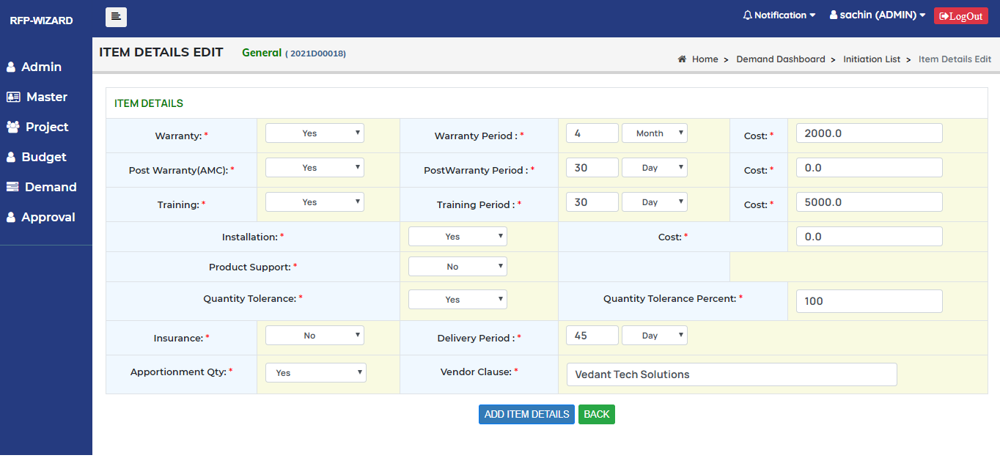 RFP-WIZARD
Notification
sachin (ADMIN)
LogOut
Admin
Master
Project
Budget
Demand
Approval
ITEM DETAILS EDIT General ( 2021D00018)
Home > Demand Dashboard > Initiation List > Item Details Edit
ITEM DETAILS
Warranty: * Yes Warranty Period : * 4 Month Cost: * 2000.0
Post Warranty(AMC): * Yes PostWarranty Period : * 30 Day Cost: * 0.0
Training: * Yes Training Period : * 30 Day Cost: * 5000.0
Installation: * Yes Cost: * 0.0
Product Support: * No
Quantity Tolerance: * Yes Quantity Tolerance Percent: * 100
Insurance: * No Delivery Period : * 45 Day
Apportionment Qty: * Yes Vendor Clause: * Vedant Tech Solutions
ADD ITEM DETAILS BACK